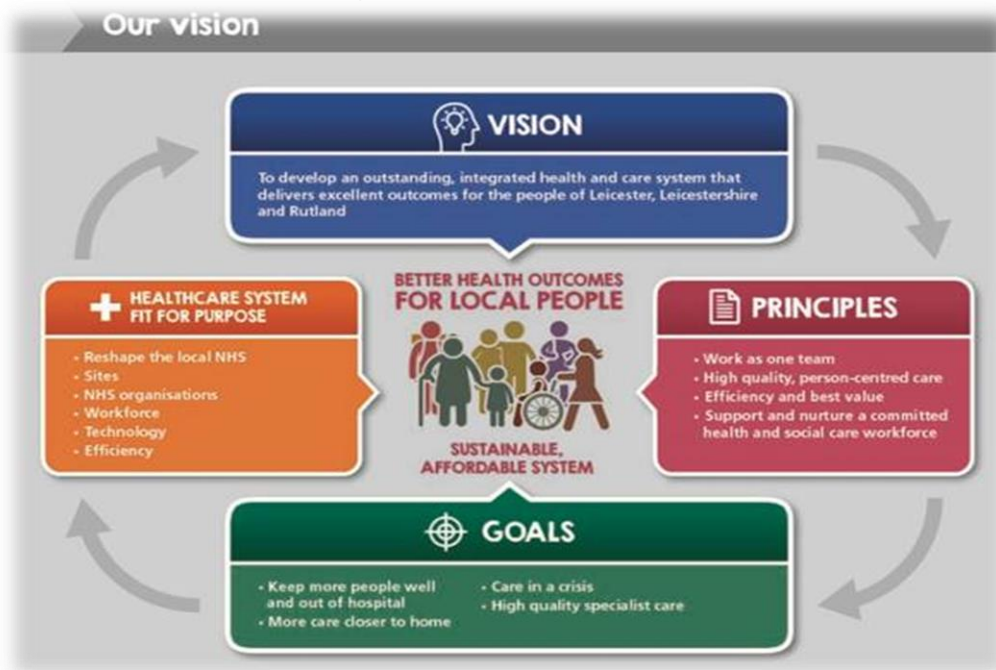 Our vision
VISION
To develop an outstanding, integrated health and care system that
delivers excellent outcomes for the people of Leicester, Leicestershire
and Rutland
BETTER HEALTH OUTCOMES
FOR LOCAL PEOPLE
SUSTAINABLE,
AFFORDABLE SYSTEM
PRINCIPLES
• Work as one team
• High quality, person-centred care
• Efficiency and best value
• Support and nurture a committed
health and social care workforce
GOALS
• Keep more people well
and out of hospital
• More care closer to home
• Care in a crisis
• High quality specialist care
HEALTHCARE SYSTEM
FIT FOR PURPOSE
• Reshape the local NHS
• Sites
• NHS organisations
• Workforce
• Technology
• Efficiency